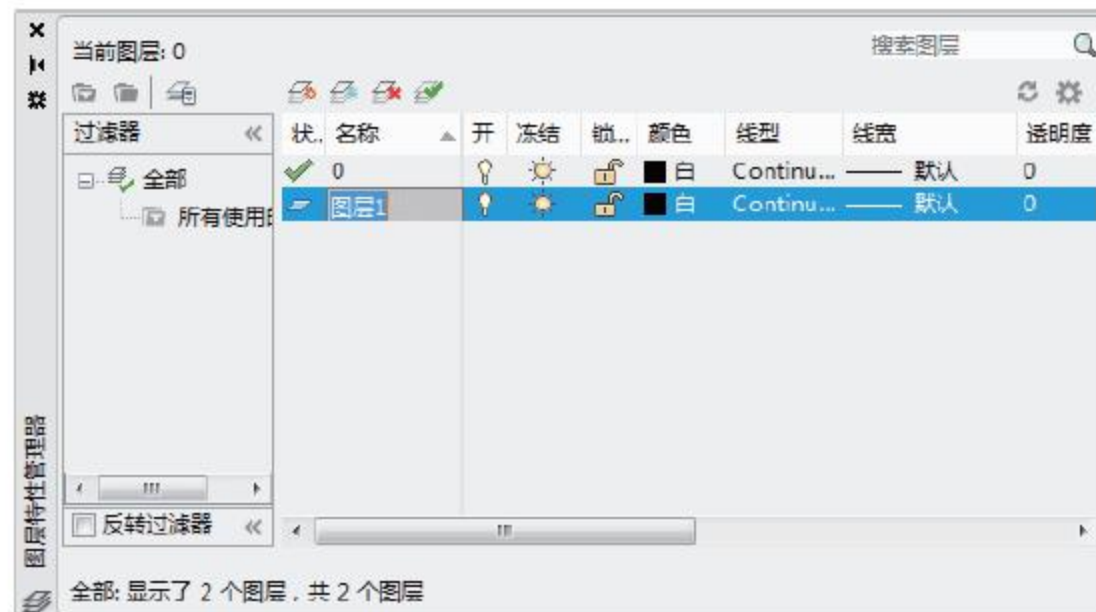 当前图层: 0
搜索图层
过滤器
状.. 名称 开 冻结 锁... 颜色 线型 线宽 透明度
全部
0 白 Continu... 默认 0
所有使用的
图层1 白 Continu... 默认 0
反转过滤器
全部: 显示了 2 个图层, 共 2 个图层
图层特性管理器